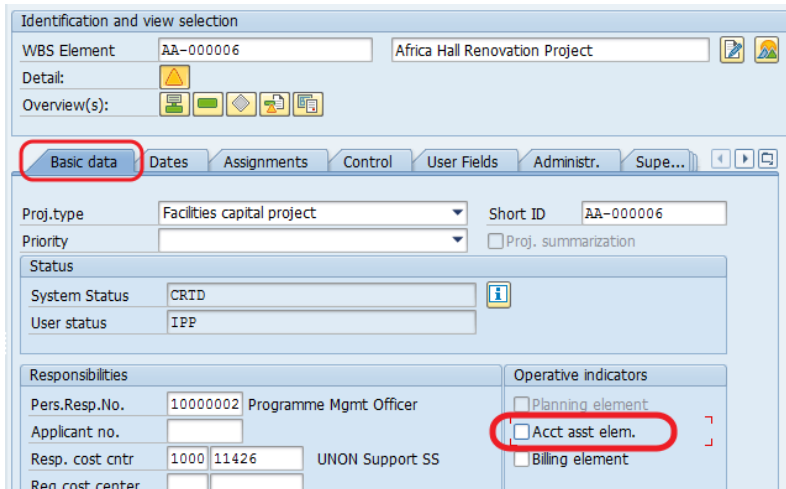 Identification and view selection
WBS Element AA-000006 Africa Hall Renovation Project
Detail:
Overview(s):
Basic data Dates Assignments Control User Fields Administr. Supe...
Proj.type Facilities capital project Short ID AA-000006
Priority Proj. summarization
Status
System Status CRTD
User status IPP
Responsibilities Operative indicators
Pers.Resp.No. 10000002 Programme Mgmt Officer Planning element
Applicant no. Acct asst elem.
Resp. cost cntr 1000 11426 UNON Support SS Billing element
Req cost center